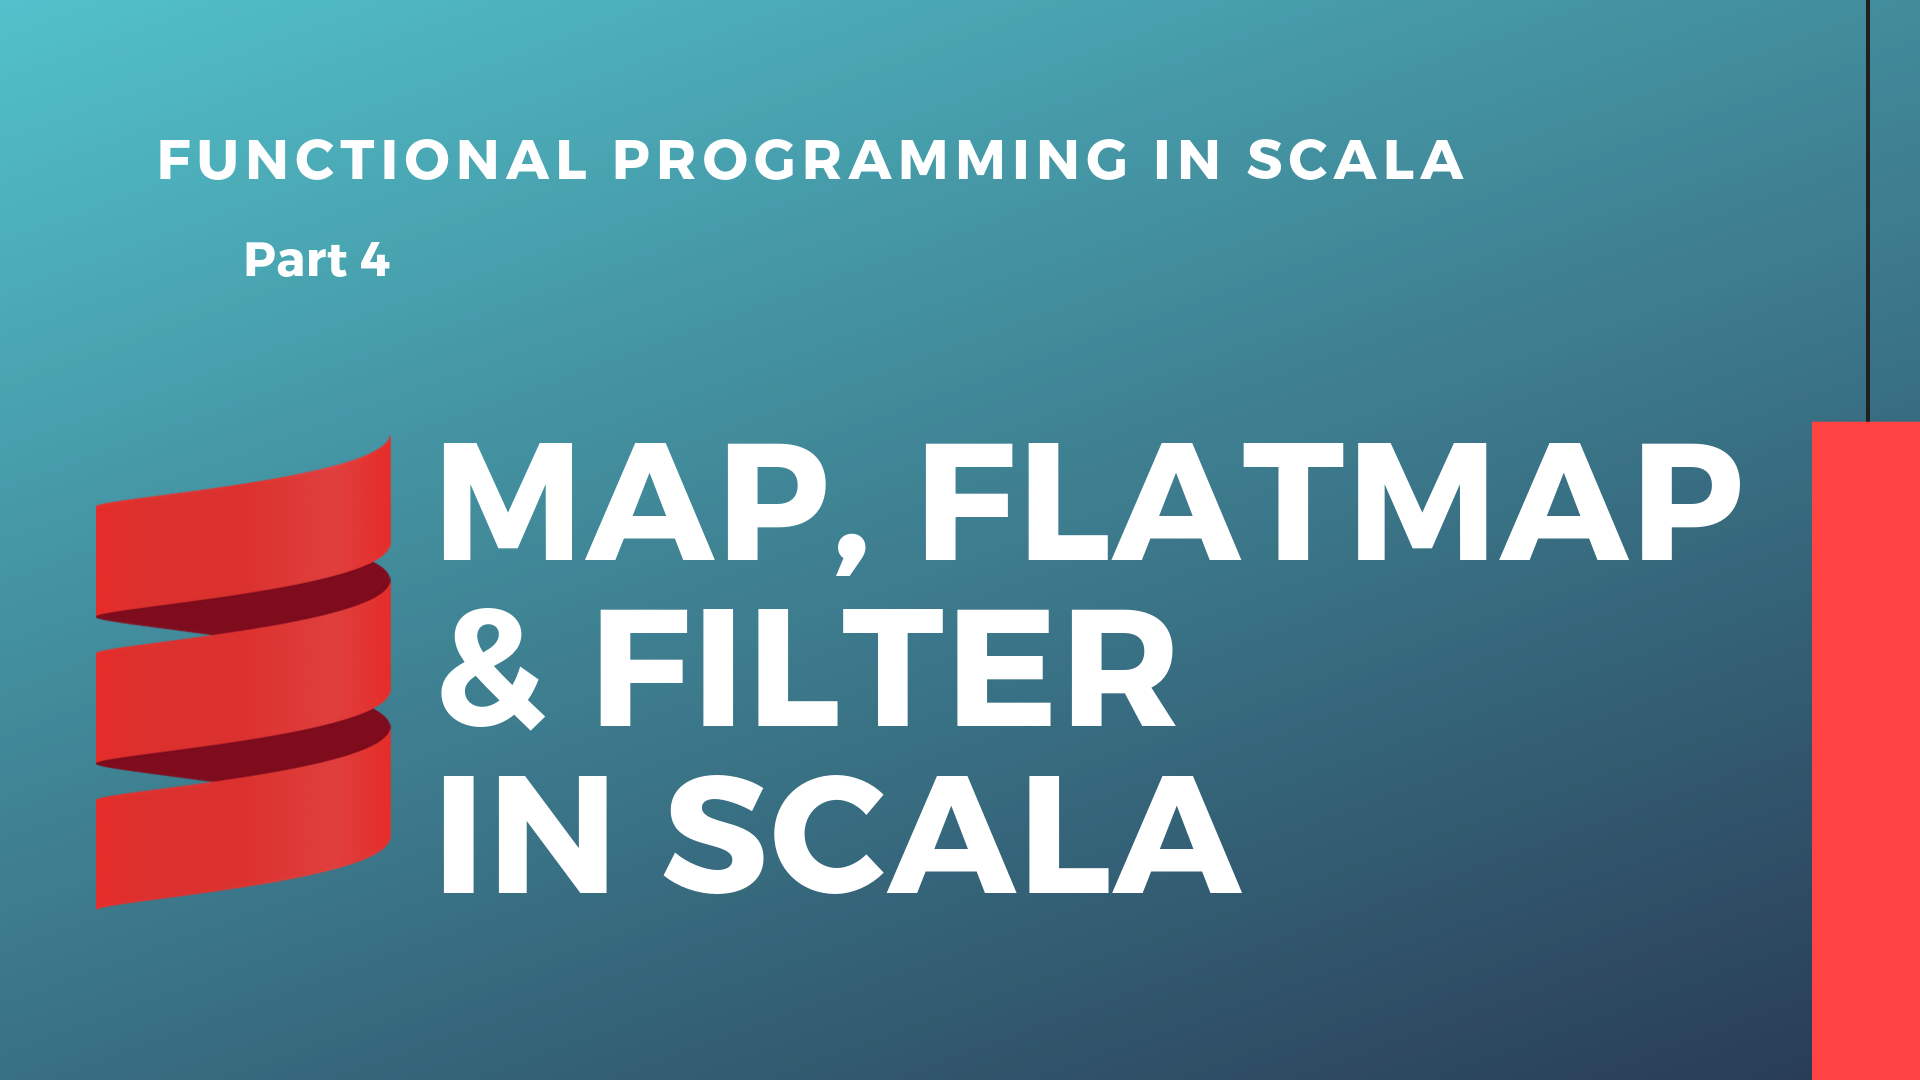 FUNCTIONAL PROGRAMMING IN SCALA
Part 4
MAP, FLATMAP
& FILTER
IN SCALA